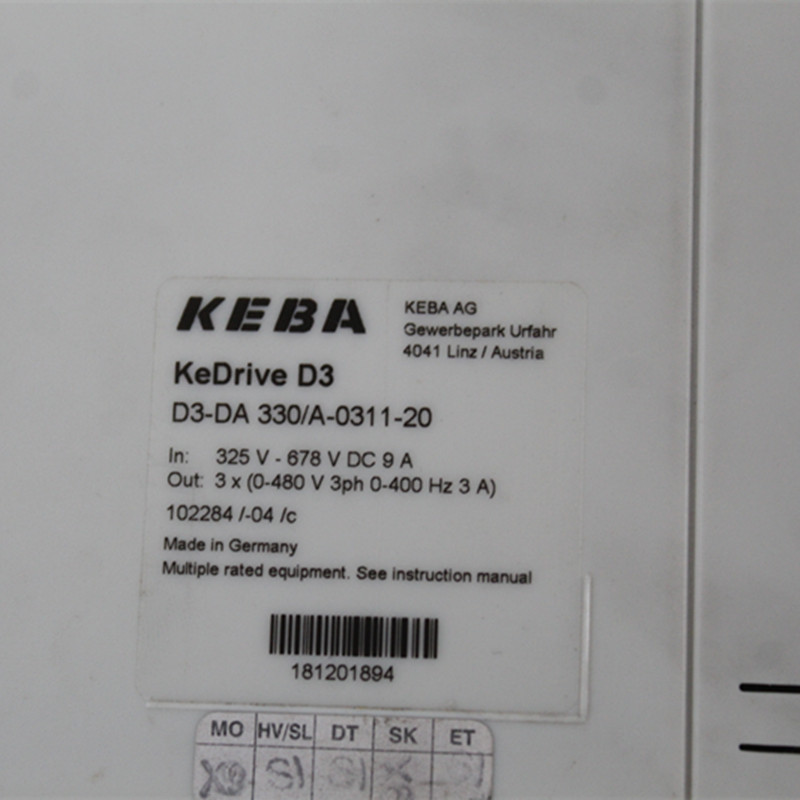 KEBA
KEBA AG
Gewerbepark Urfahr
4041 Linz / Austria
KeDrive D3
D3-DA 330/A-0311-20
In: 325 V - 678 V DC 9 A
Out: 3 x (0-480 V 3ph 0-400 Hz 3 A)
102284 /-04 /c
Made in Germany
Multiple rated equipment. See instruction manual
181201894
MO HV/SL DT SK ET